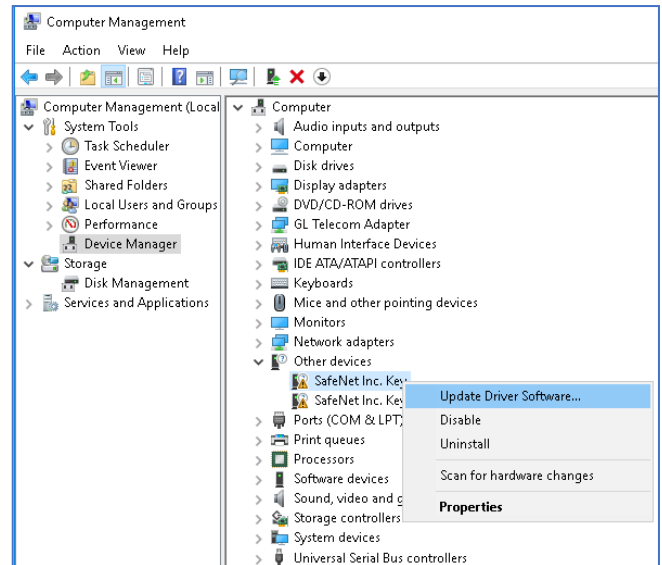 Computer Management
File Action View Help
Computer Management (Local
System Tools
Task Scheduler
Event Viewer
Shared Folders
Local Users and Groups
Performance
Device Manager
Storage
Disk Management
Services and Applications
Computer
Audio inputs and outputs
Computer
Disk drives
Display adapters
DVD/CD-ROM drives
GL Telecom Adapter
Human Interface Devices
IDE ATA/ATAPI controllers
Keyboards
Mice and other pointing devices
Monitors
Network adapters
Other devices
SafeNet Inc. Key
SafeNet Inc. Key
Ports (COM & LPT)
Print queues
Processors
Software devices
Sound, video and g
Storage controllers
System devices
Universal Serial Bus controllers
Update Driver Software...
Disable
Uninstall
Scan for hardware changes
Properties